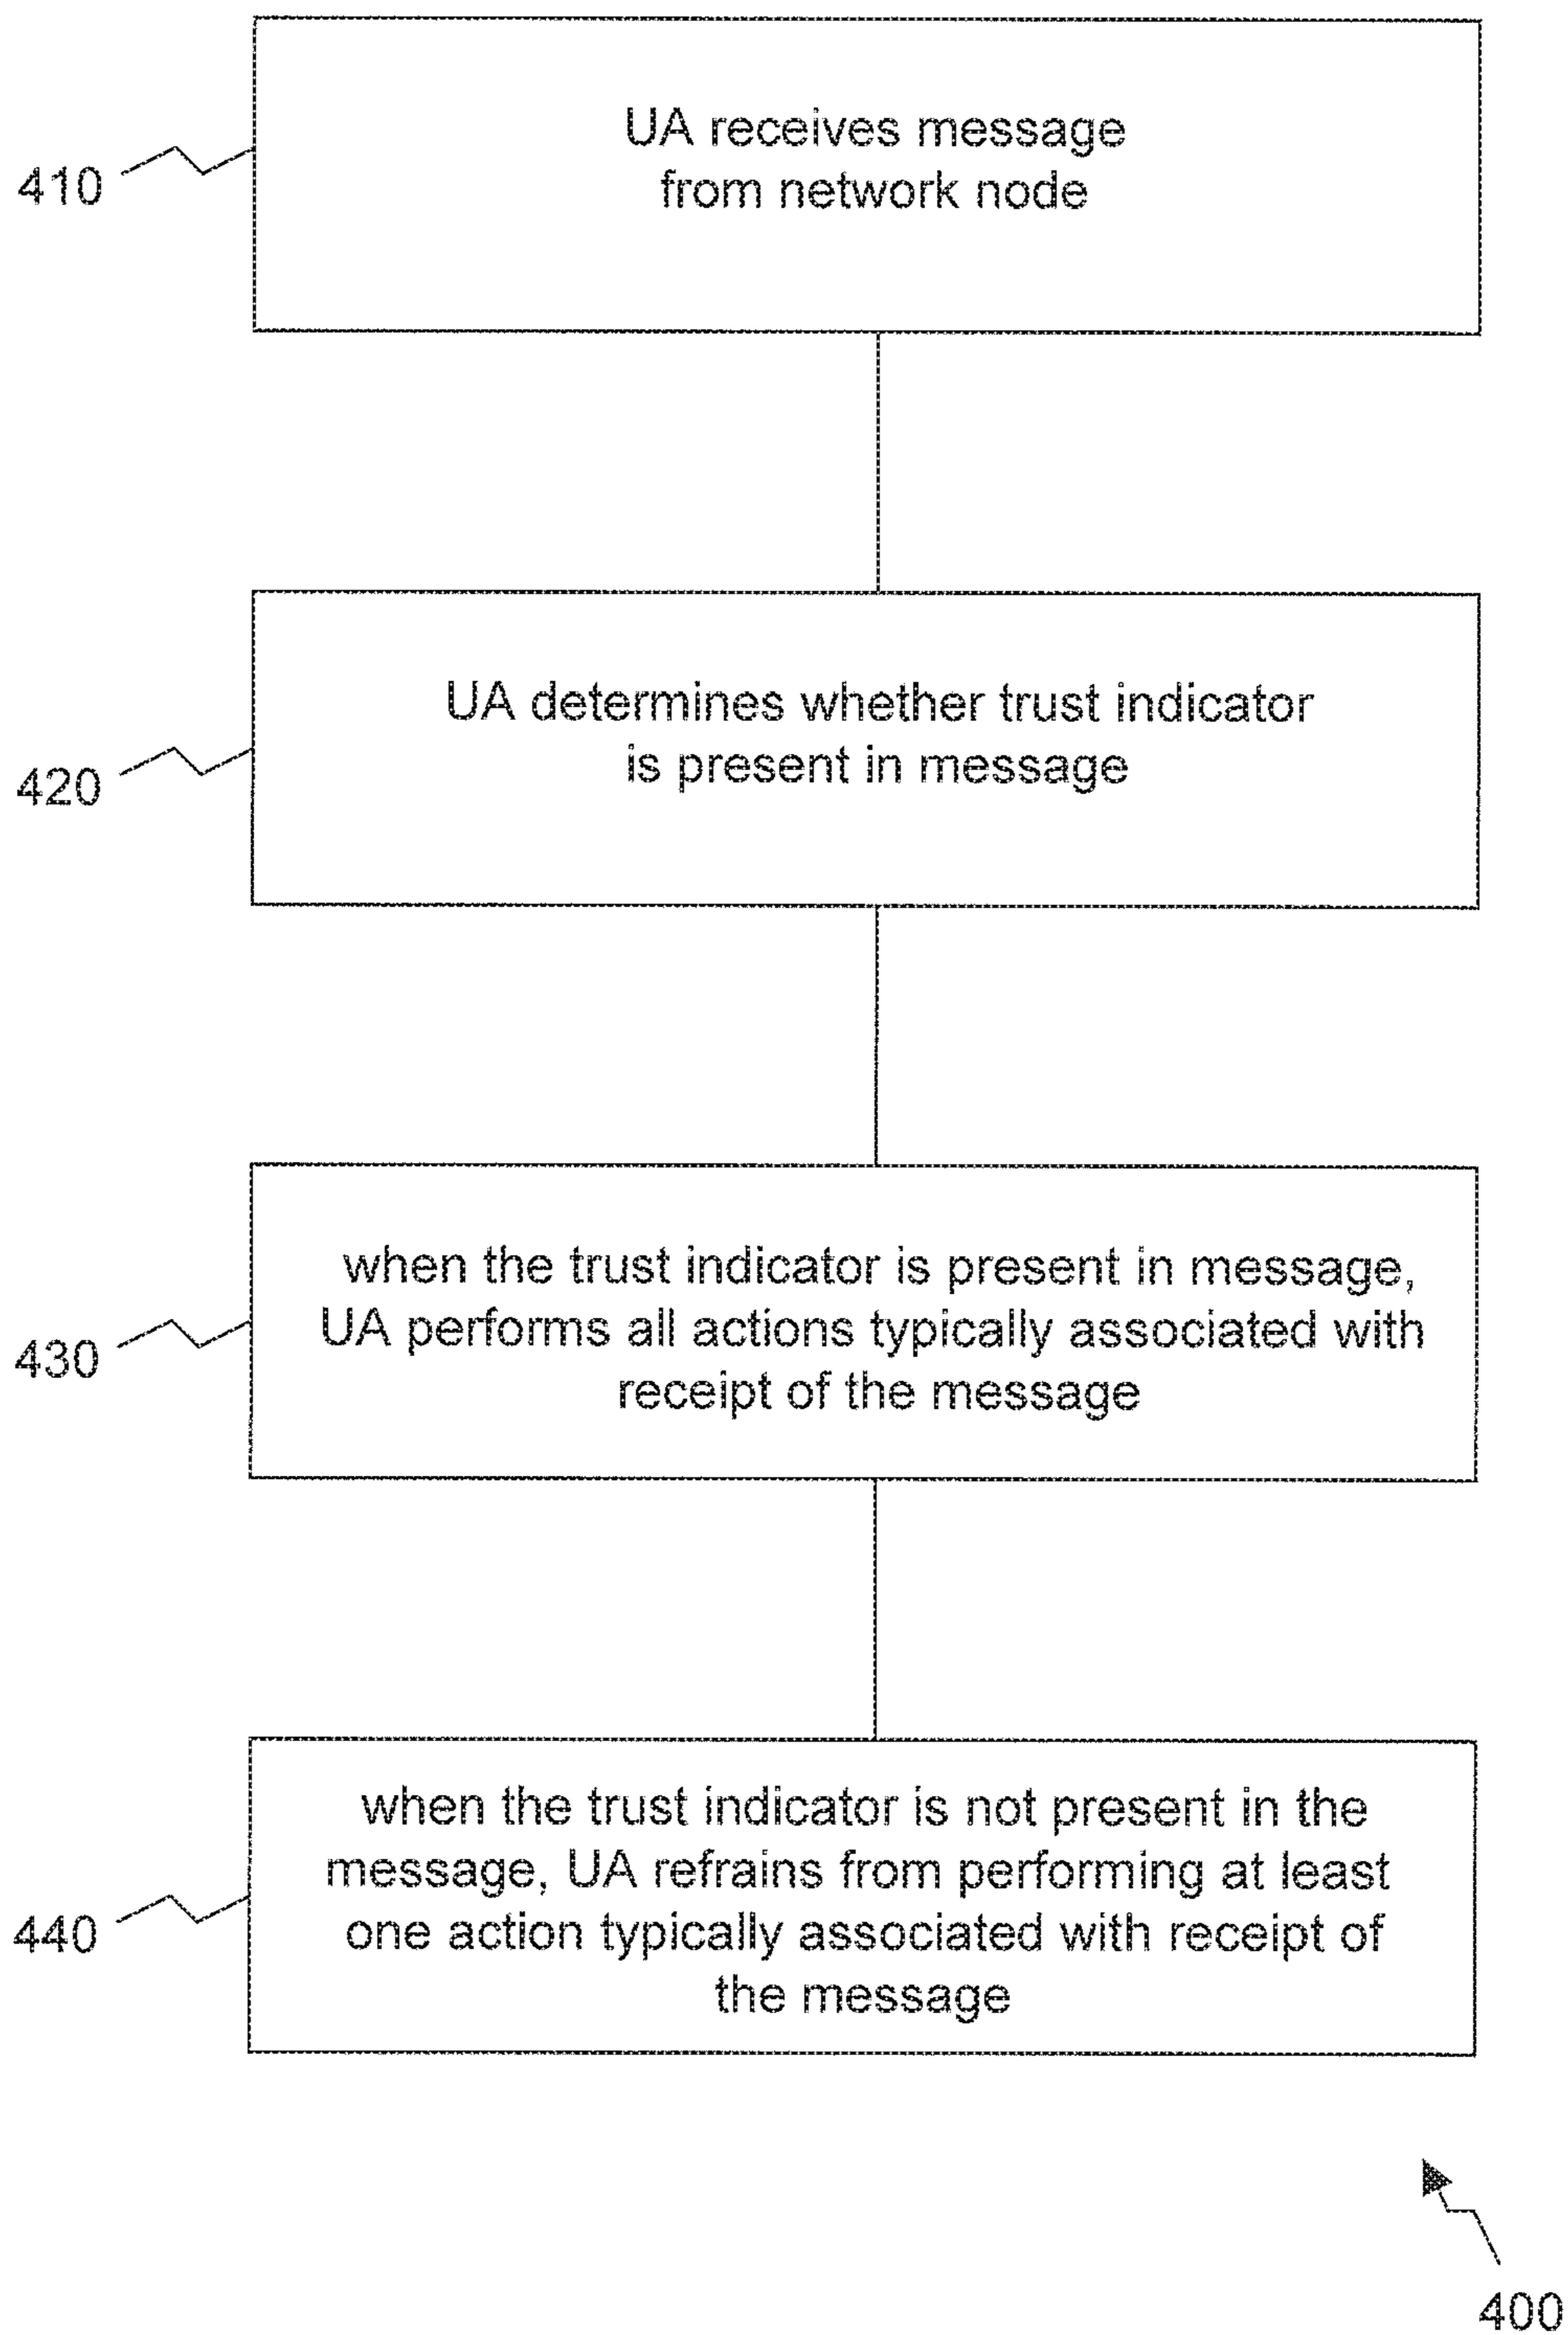 UA receives message
from network node
410
UA determines whether trust indicator
is present in message
420
when the trust indicator is present in message,
UA performs all actions typically associated with
receipt of the message
430
when the trust indicator is not present in the
message, UA refrains from performing at least
one action typically associated with receipt of
the message
440
400